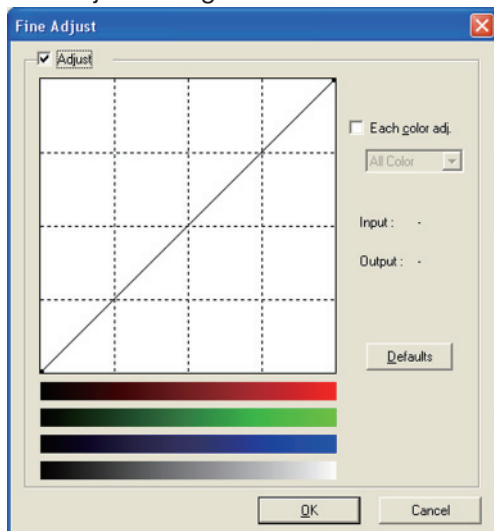 Fine Adjust
Adjust
Each color adj.
All Color
Input : -
Output : -
Defaults
OK
Cancel